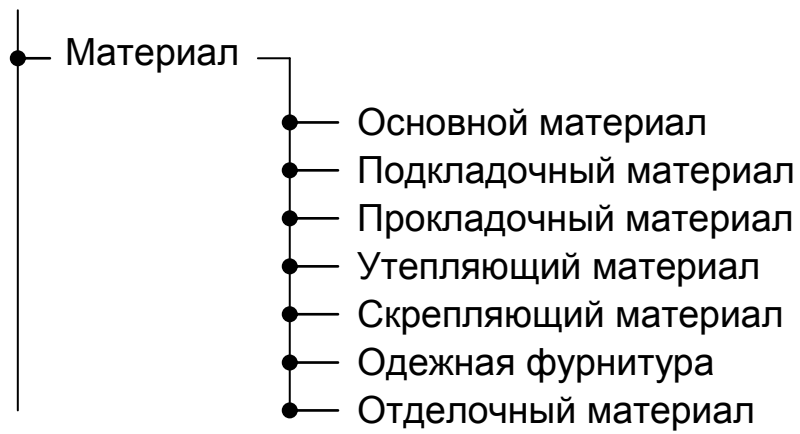 Материал
Основной материал
Подкладочный материал
Прокладочный материал
Утепляющий материал
Скрепляющий материал
Одежная фурнитура
Отделочный материал